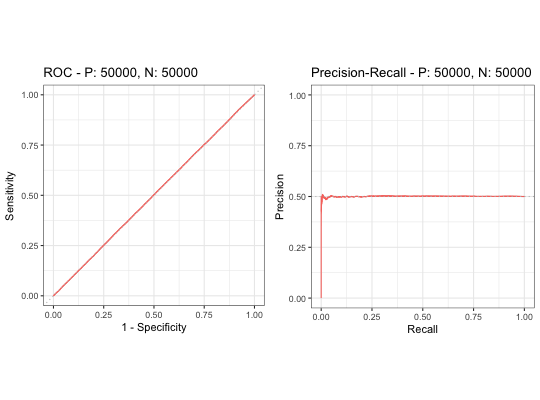 ROC - P: 50000, N: 50000
1.00
0.75
0.50
0.25
0.00
Sensitivity
0.00 0.25 0.50 0.75 1.00
1 - Specificity
Precision-Recall - P: 50000, N: 50000
1.00
0.75
0.50
0.25
0.00
Precision
0.00 0.25 0.50 0.75 1.00
Recall